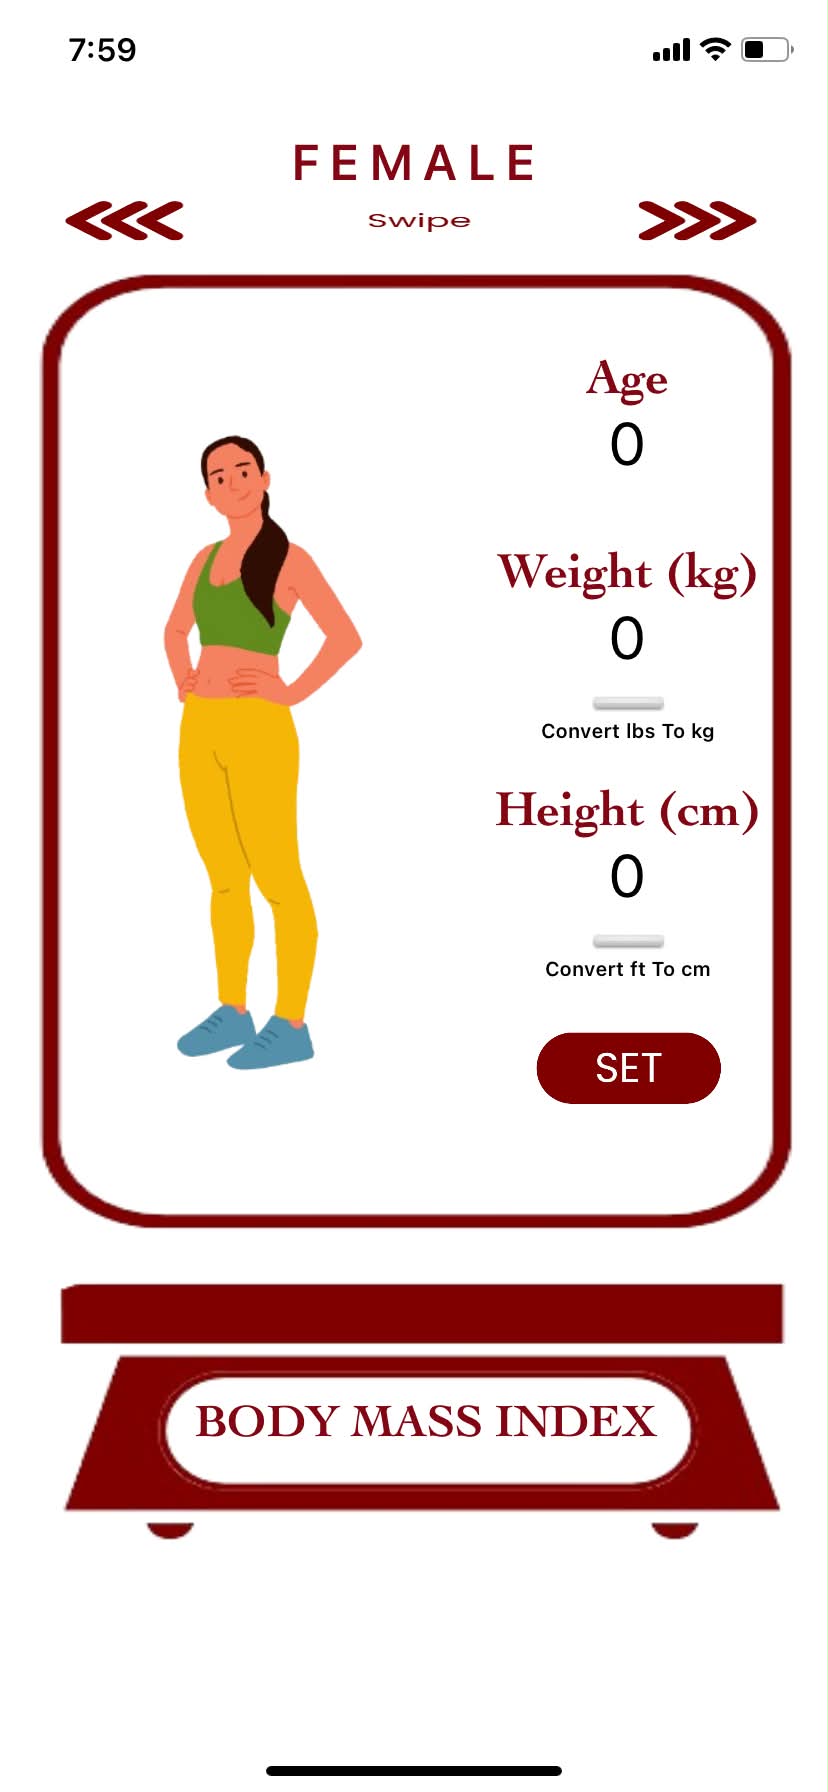 7:59
FEMALE
Swipe
Age
0
Weight (kg)
0
Convert lbs To kg
Height (cm)
0
Convert ft To cm
SET
BODY MASS INDEX